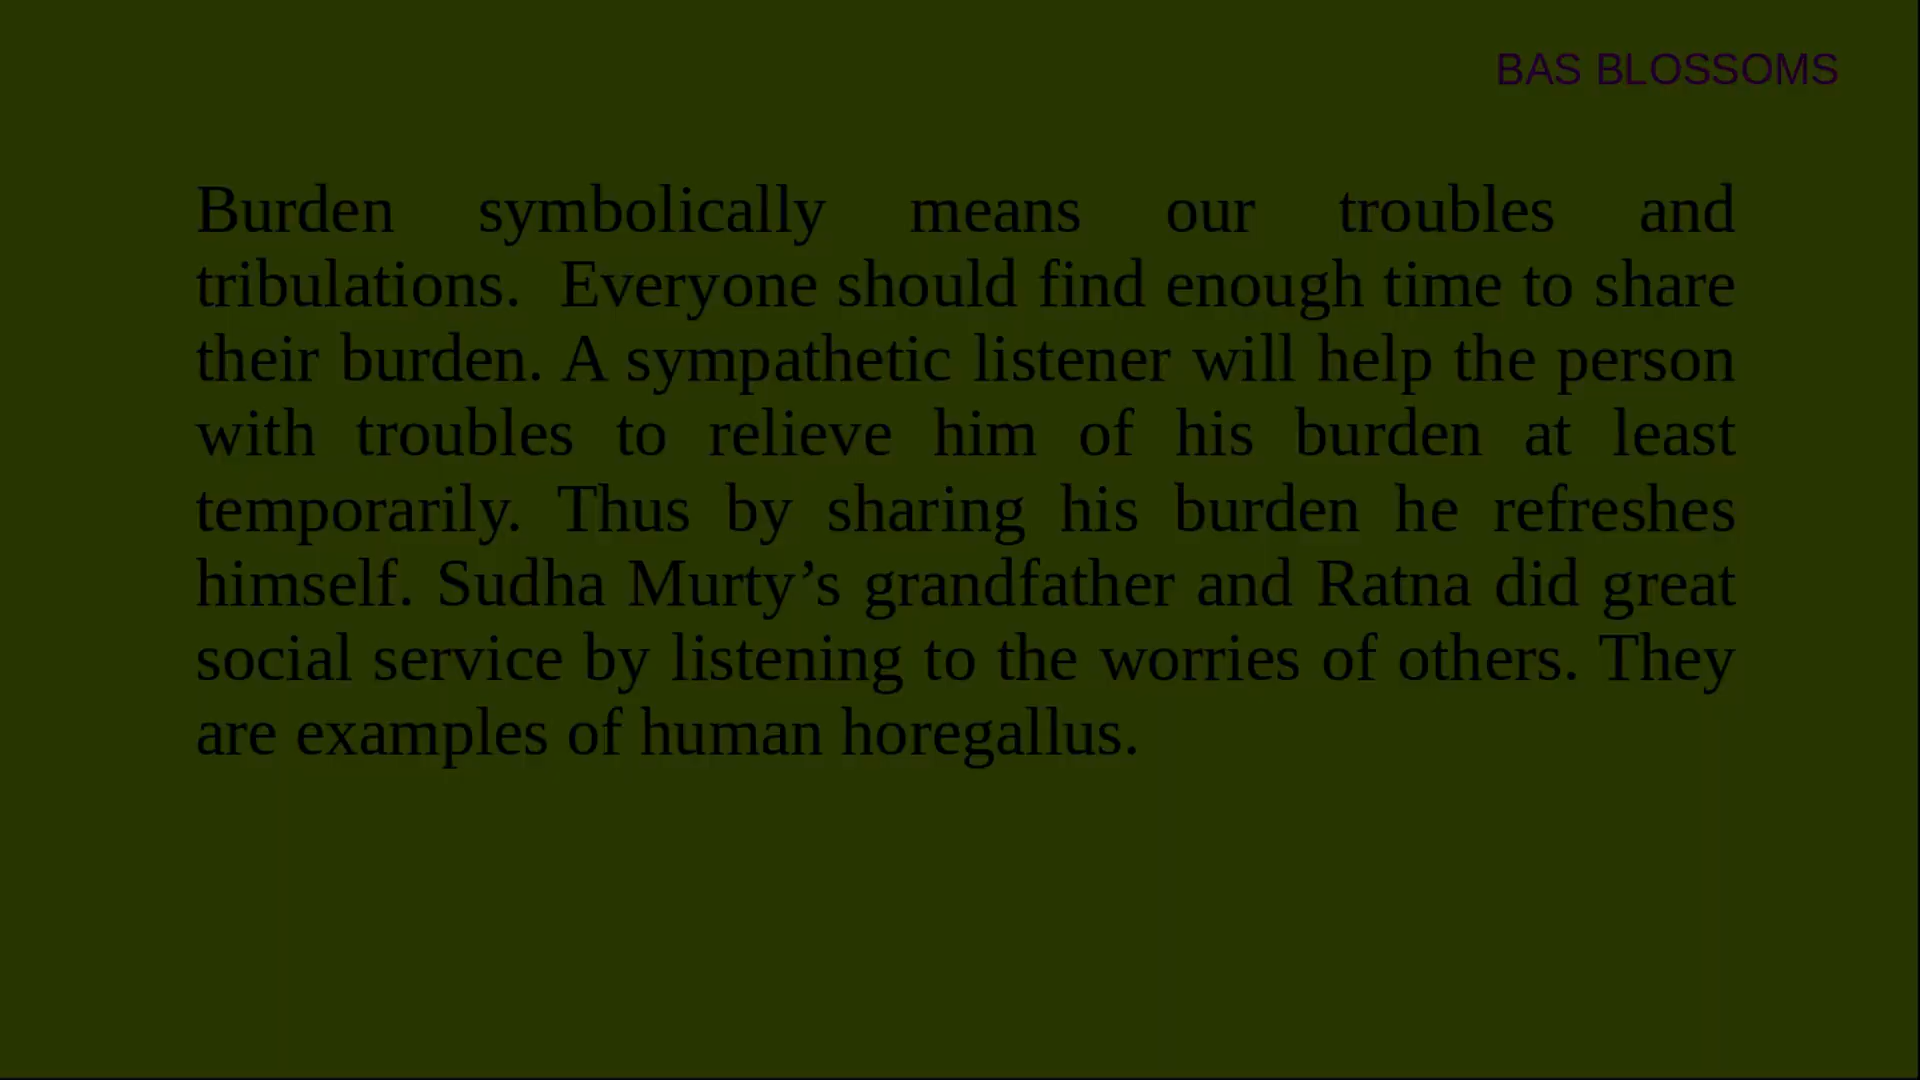 BAS BLOSSOMS
Burden symbolically means our troubles and
tribulations.  Everyone should find enough time to share
their burden. A sympathetic listener will help the person
with troubles to relieve him of his burden at least
temporarily. Thus by sharing his burden he refreshes
himself. Sudha Murty’s grandfather and Ratna did great
social service by listening to the worries of others. They
are examples of human horegallus.